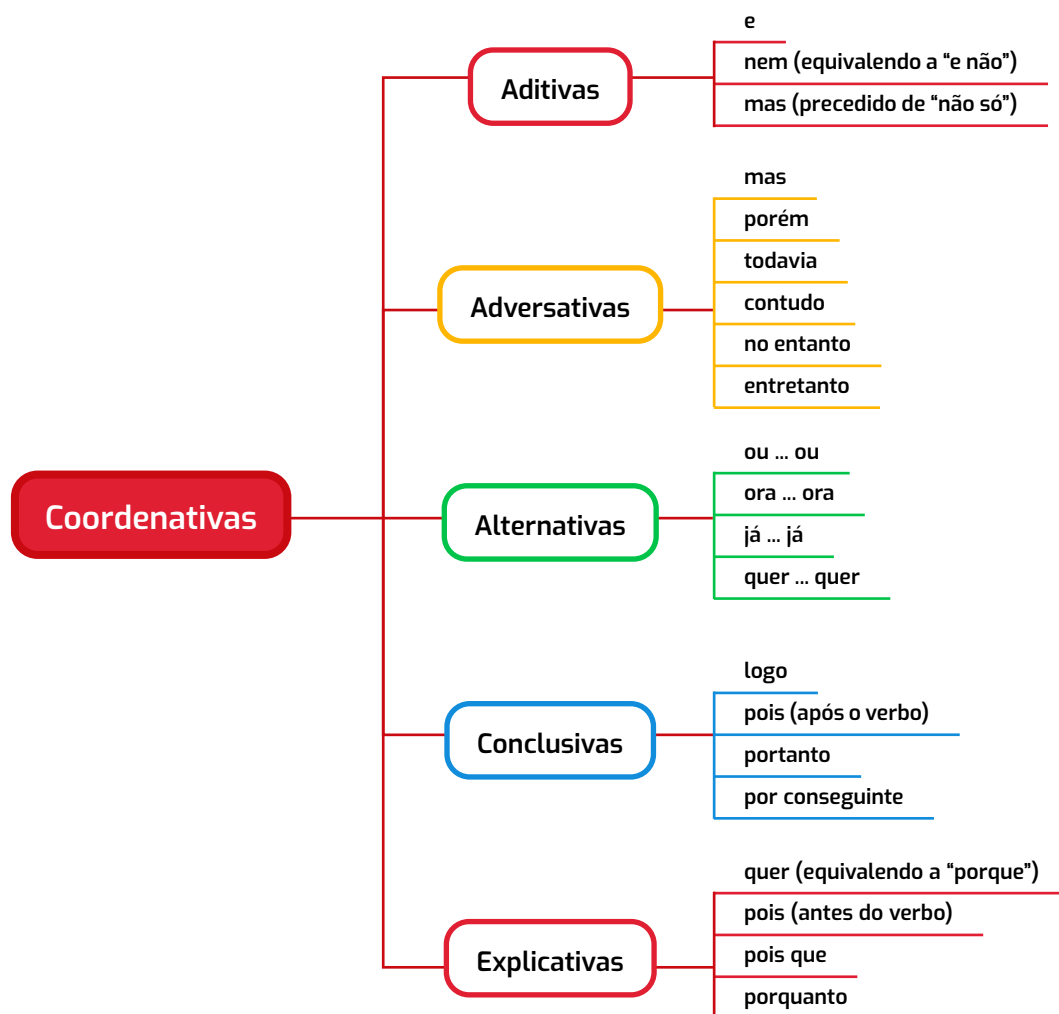 Coordenativas
Aditivas
e
nem (equivalendo a “e não”)
mas (precedido de “não só”)
Adversativas
mas
porém
todavia
contudo
no entanto
entretanto
Alternativas
ou ... ou
ora ... ora
já ... já
quer ... quer
Conclusivas
logo
pois (após o verbo)
portanto
por conseguinte
Explicativas
quer (equivalendo a “porque”)
pois (antes do verbo)
pois que
porquanto